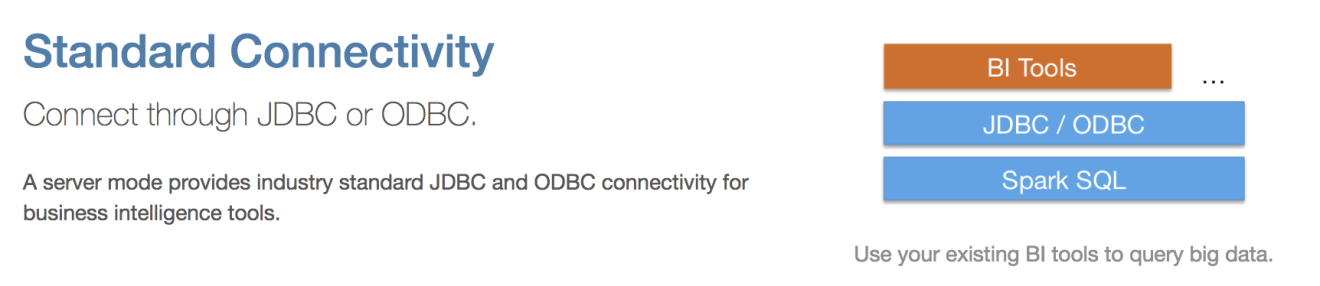 Standard Connectivity
Connect through JDBC or ODBC.
A server mode provides industry standard JDBC and ODBC connectivity for
business intelligence tools.
BI Tools
...
JDBC / ODBC
Spark SQL
Use your existing BI tools to query big data.